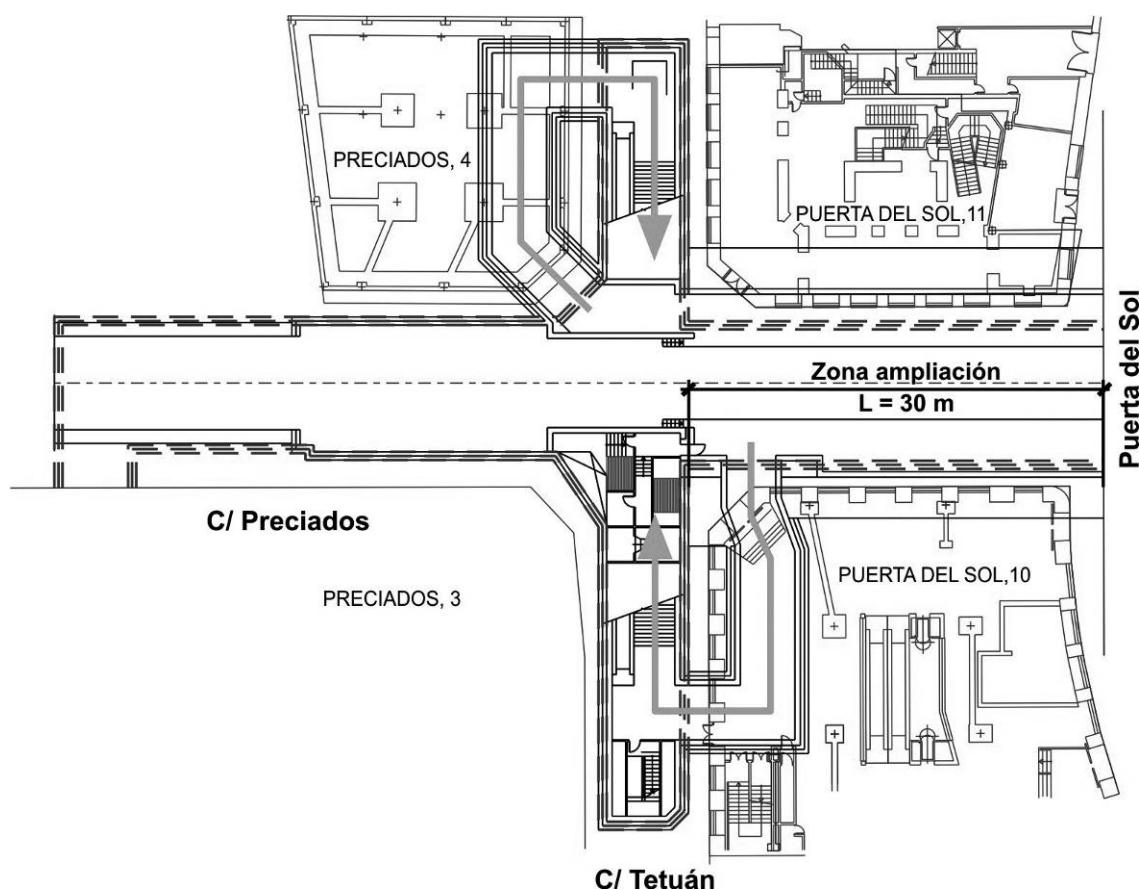 PRECIADOS, 4
PUERTA DEL SOL,11
Puerta del Sol
Zona ampliación
L = 30 m
C/ Preciados
PRECIADOS, 3
PUERTA DEL SOL,10
C/ Tetuán